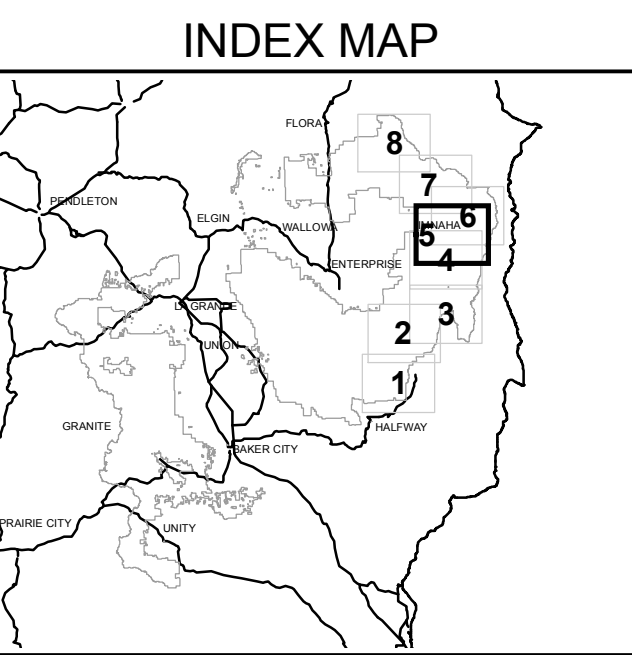 INDEX MAP
FLORA
8
7
PENDLETON
ELGIN
WALLOWA
IMNAHA
6
5
ENTERPRISE
4
LA GRANDE
3
2
UNION
1
GRANITE
HALFWAY
BAKER CITY
PRAIRIE CITY
UNITY